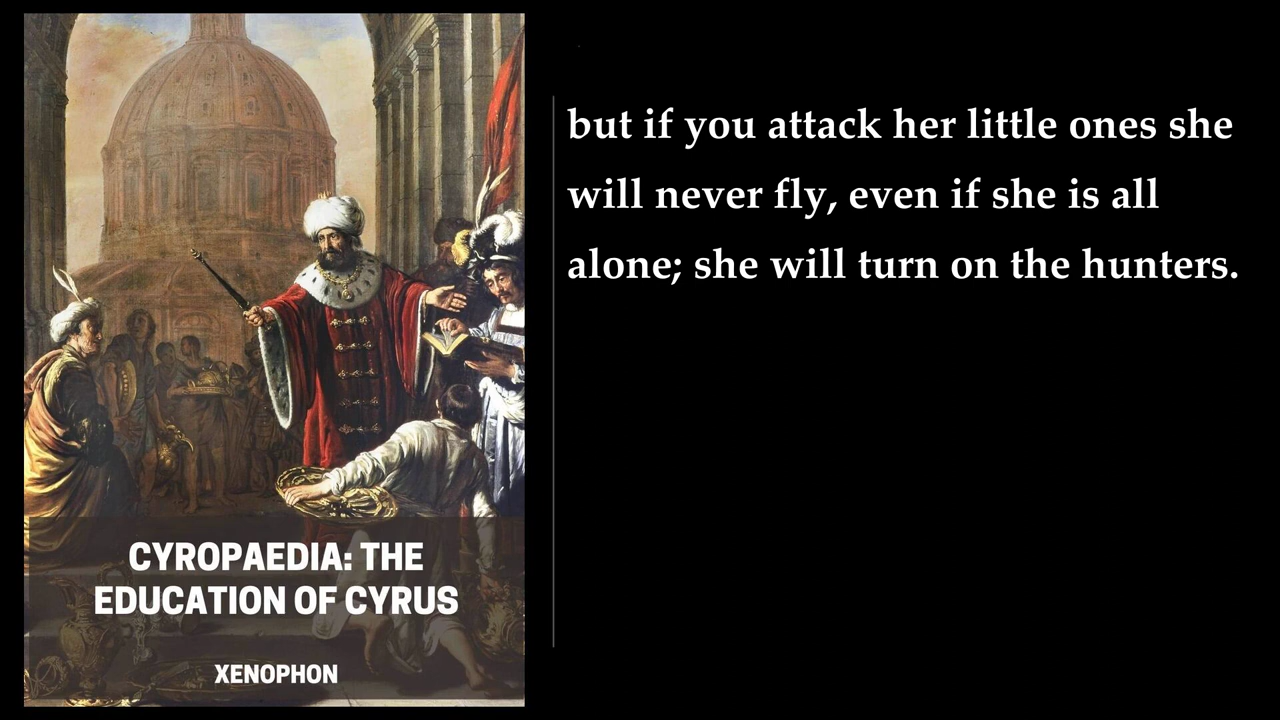 but if you attack her little ones she
will never fly, even if she is all
alone; she will turn on the hunters.
CYROPAEDIA: THE
EDUCATION OF CYRUS
XENOPHON